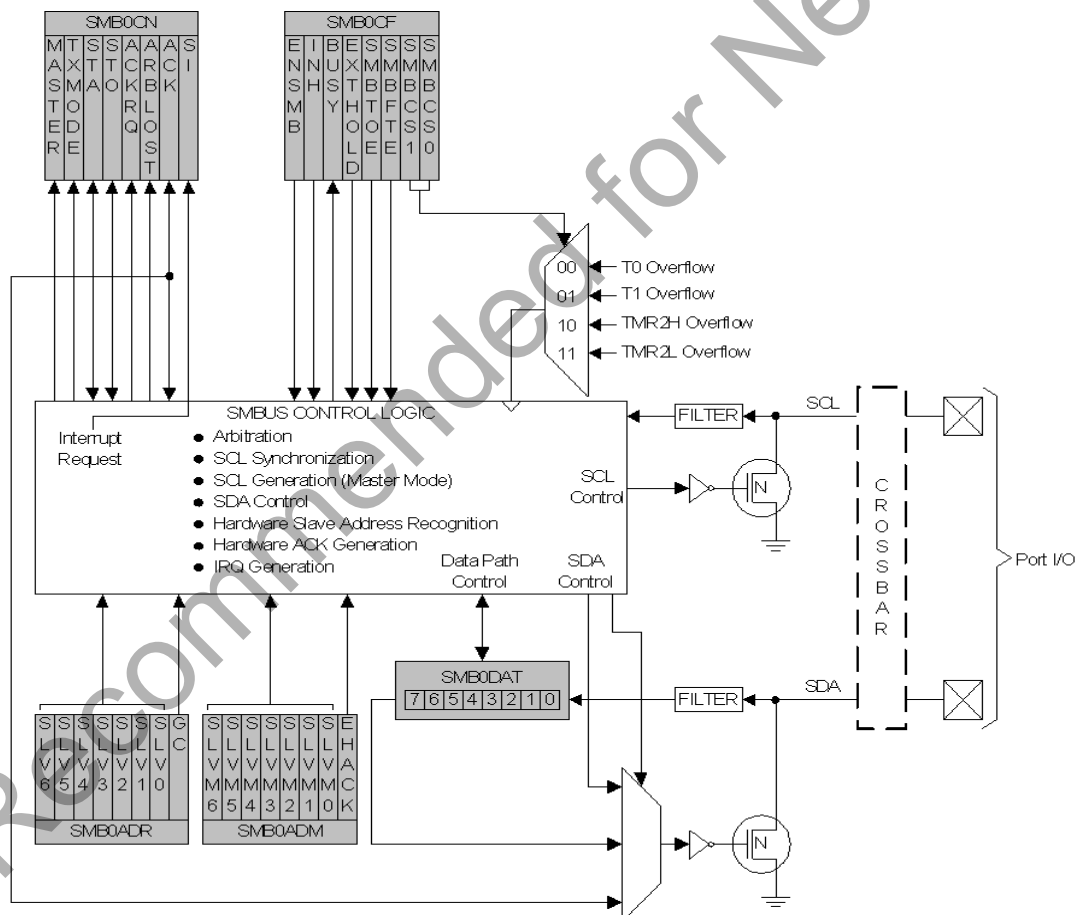 SMB0CN
MASTER
TXMODE
STA
STO
ACKRQ
ARBLOST
ACK
SI
SMB0CF
ENSMB
INH
BUSY
EXTHOLD
SMBTOE
SMBFTE
SMBCS1
SMBCS0
00 T0 Overflow
01 T1 Overflow
10 TMR2H Overflow
11 TMR2L Overflow
SMBUS CONTROL LOGIC
Interrupt
Request
● Arbitration
● SCL Synchronization
● SCL Generation (Master Mode)
● SDA Control
● Hardware Slave Address Recognition
● Hardware ACK Generation
● IRQ Generation
Data Path
Control
SCL
Control
SDA
Control
FILTER
SCL
N
CROSSBAR
Port I/O
SMB0DAT
7 6 5 4 3 2 1 0
FILTER
SDA
N
SLV6
SLV5
SLV4
SLV3
SLV2
SLV1
SLV0
GC
SMB0ADR
SLVM6
SLVM5
SLVM4
SLVM3
SLVM2
SLVM1
SLVM0
EHACK
SMB0ADM
Recommended for Ne